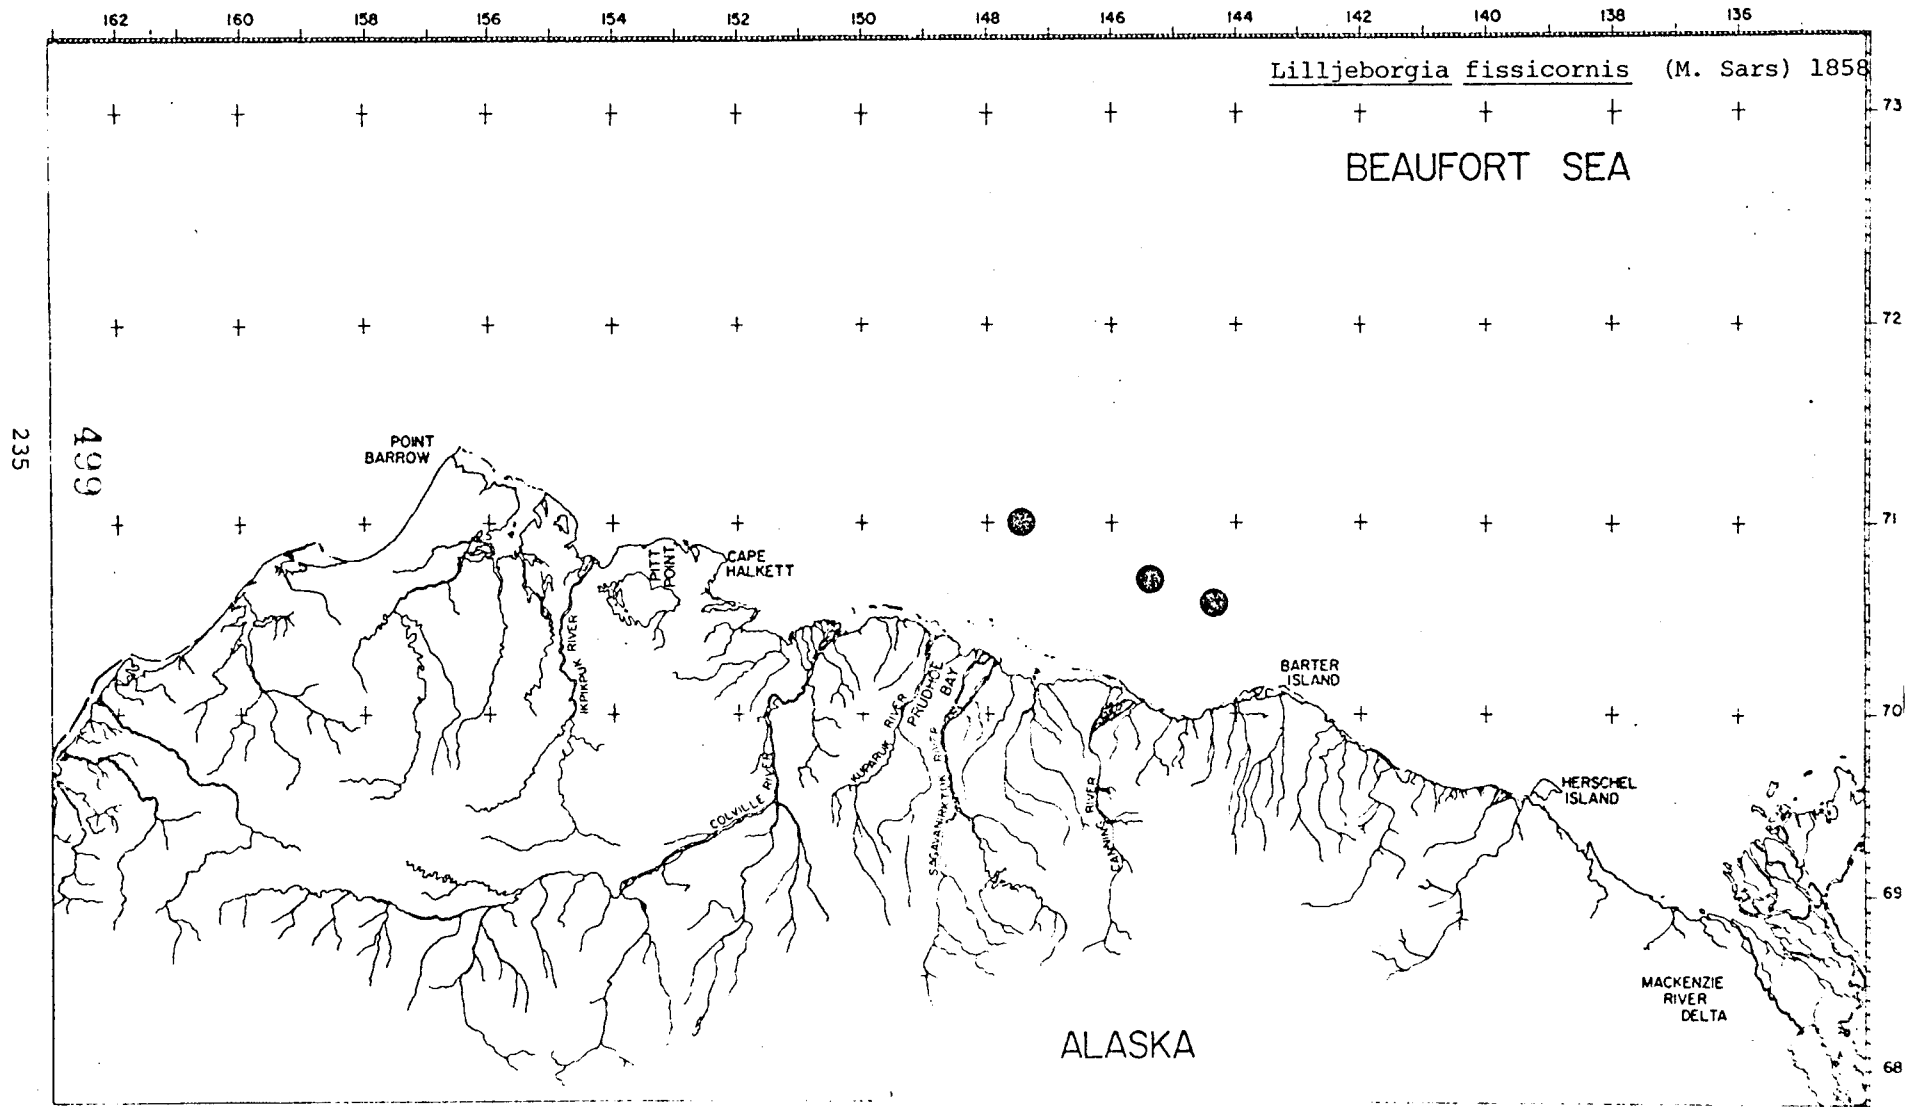 162 160 158 156 154 152 150 148 146 144 142 140 138 136
Lilljeborgia fissicornis (M. Sars) 1858
73
BEAUFORT SEA
72
POINT
BARROW
499
235
71
PITT
POINT
CAPE
HALKETT
IKPIKPUK RIVER
BARTER
ISLAND
PRUDHOE
BAY
KUPARUK RIVER
70
COLVILLE RIVER
SAGAVANIRKTUK RIVER
CANNING RIVER
HERSCHEL
ISLAND
69
MACKENZIE
RIVER
DELTA
ALASKA
68